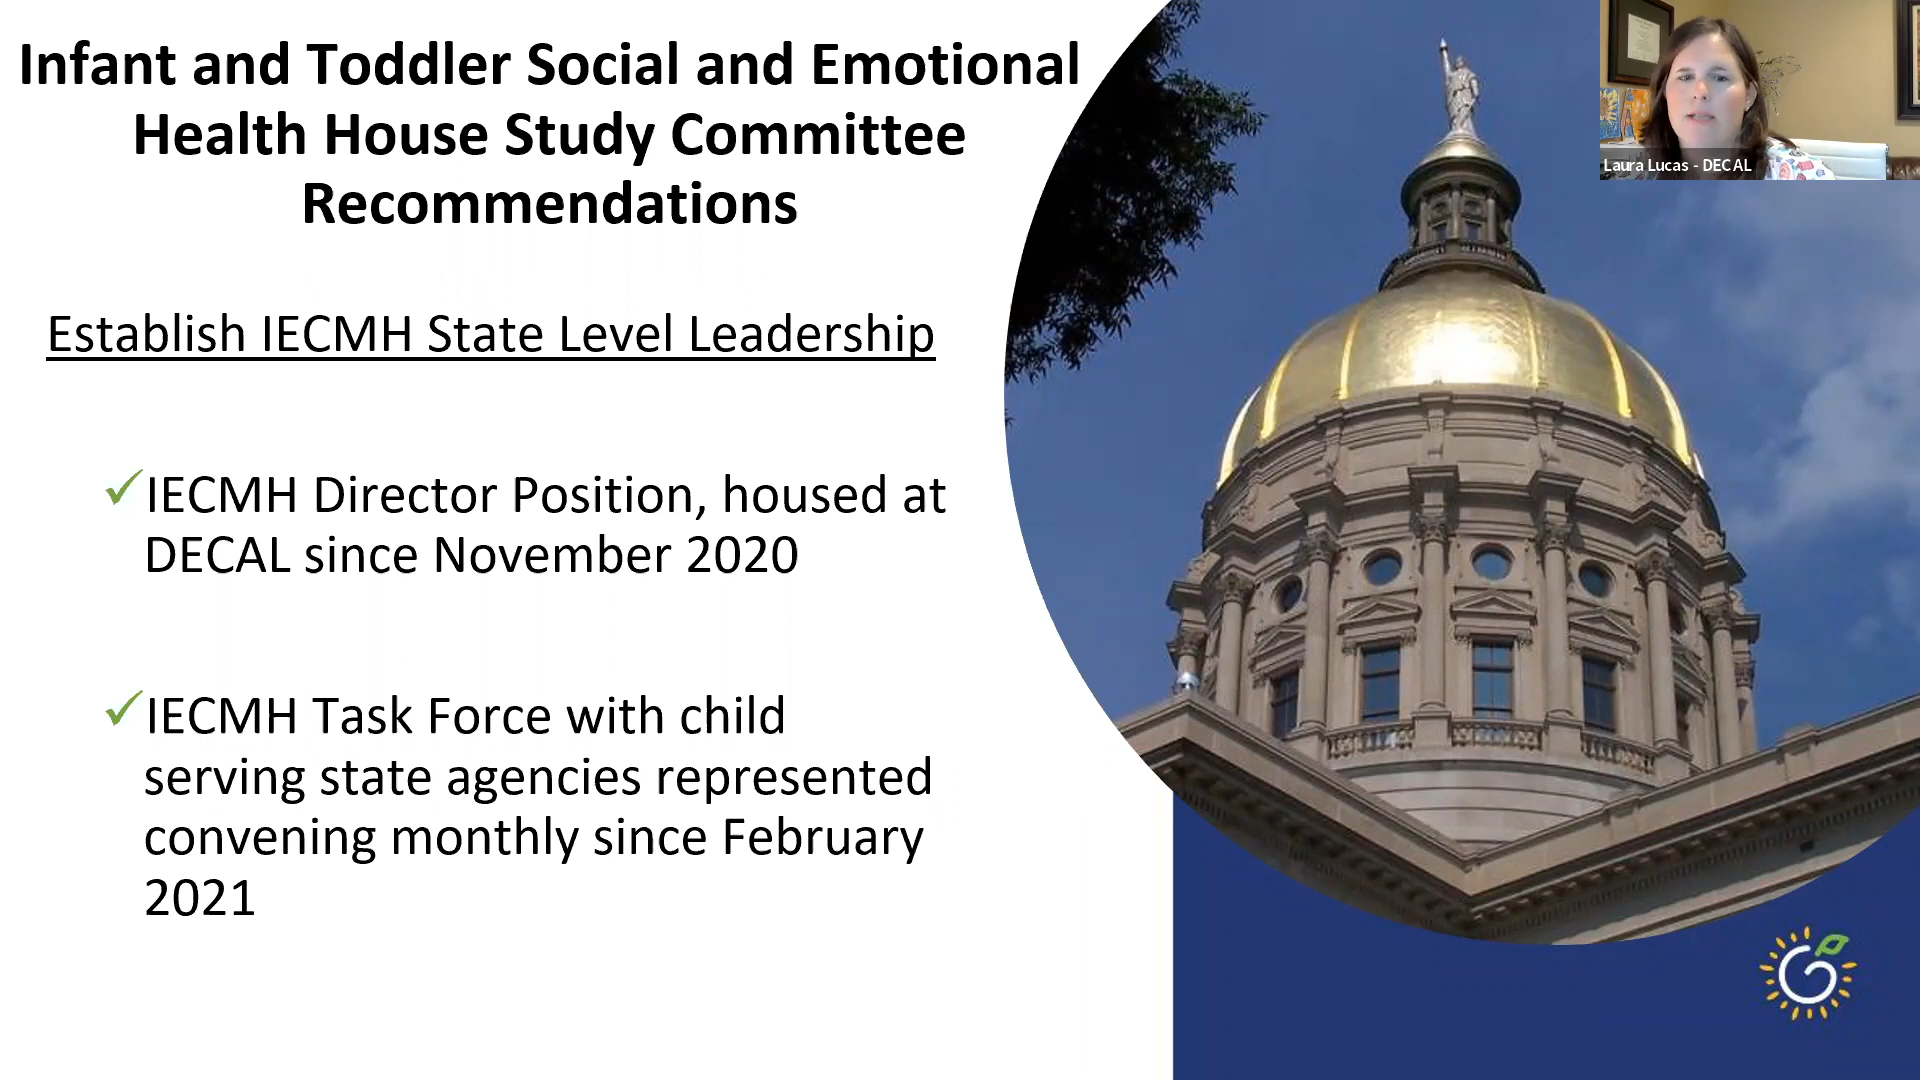 Infant and Toddler Social and Emotional
Health House Study Committee
Recommendations
Laura Lucas - DECAL
Establish IECMH State Level Leadership
✓IECMH Director Position, housed at
DECAL since November 2020
✓IECMH Task Force with child
serving state agencies represented
convening monthly since February
2021